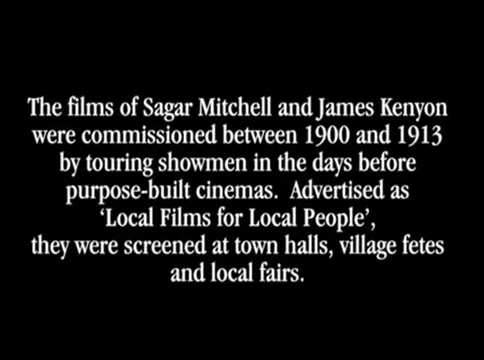 The films of Sagar Mitchell and James Kenyon
were commissioned between 1900 and 1913
by touring showmen in the days before
purpose-built cinemas.  Advertised as
‘Local Films for Local People’,
they were screened at town halls, village fetes
and local fairs.